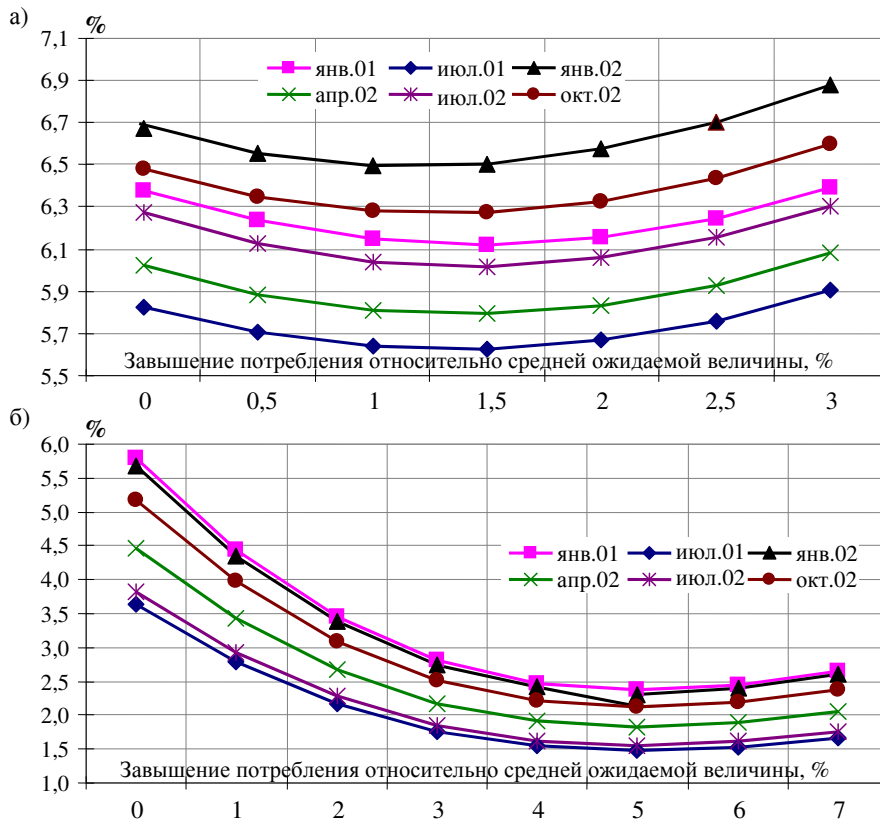 а)
%
7,1
6,9
6,7
6,5
6,3
6,1
5,9
5,7
5,5
янв.01 июл.01 янв.02
апр.02 июл.02 окт.02
Завышение потребления относительно средней ожидаемой величины, %
0 0,5 1 1,5 2 2,5 3
б)
%
6,0
5,5
5,0
4,5
4,0
3,5
3,0
2,5
2,0
1,5
1,0
янв.01 июл.01 янв.02
апр.02 июл.02 окт.02
Завышение потребления относительно средней ожидаемой величины, %
0 1 2 3 4 5 6 7